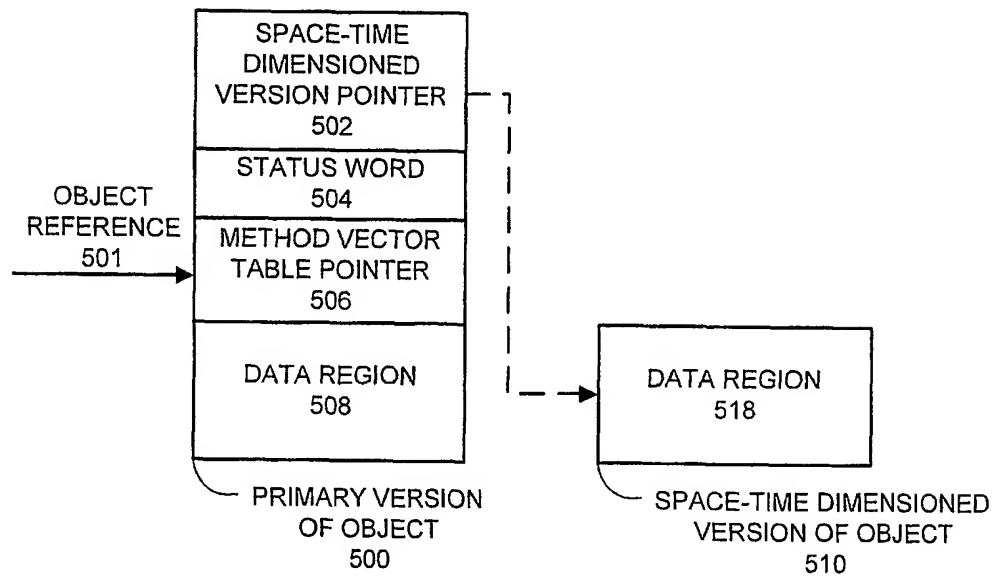 SPACE-TIME
DIMENSIONED
VERSION POINTER
502
STATUS WORD
504
OBJECT
REFERENCE
501
METHOD VECTOR
TABLE POINTER
506
DATA REGION
508
DATA REGION
518
PRIMARY VERSION
OF OBJECT
500
SPACE-TIME DIMENSIONED
VERSION OF OBJECT
510